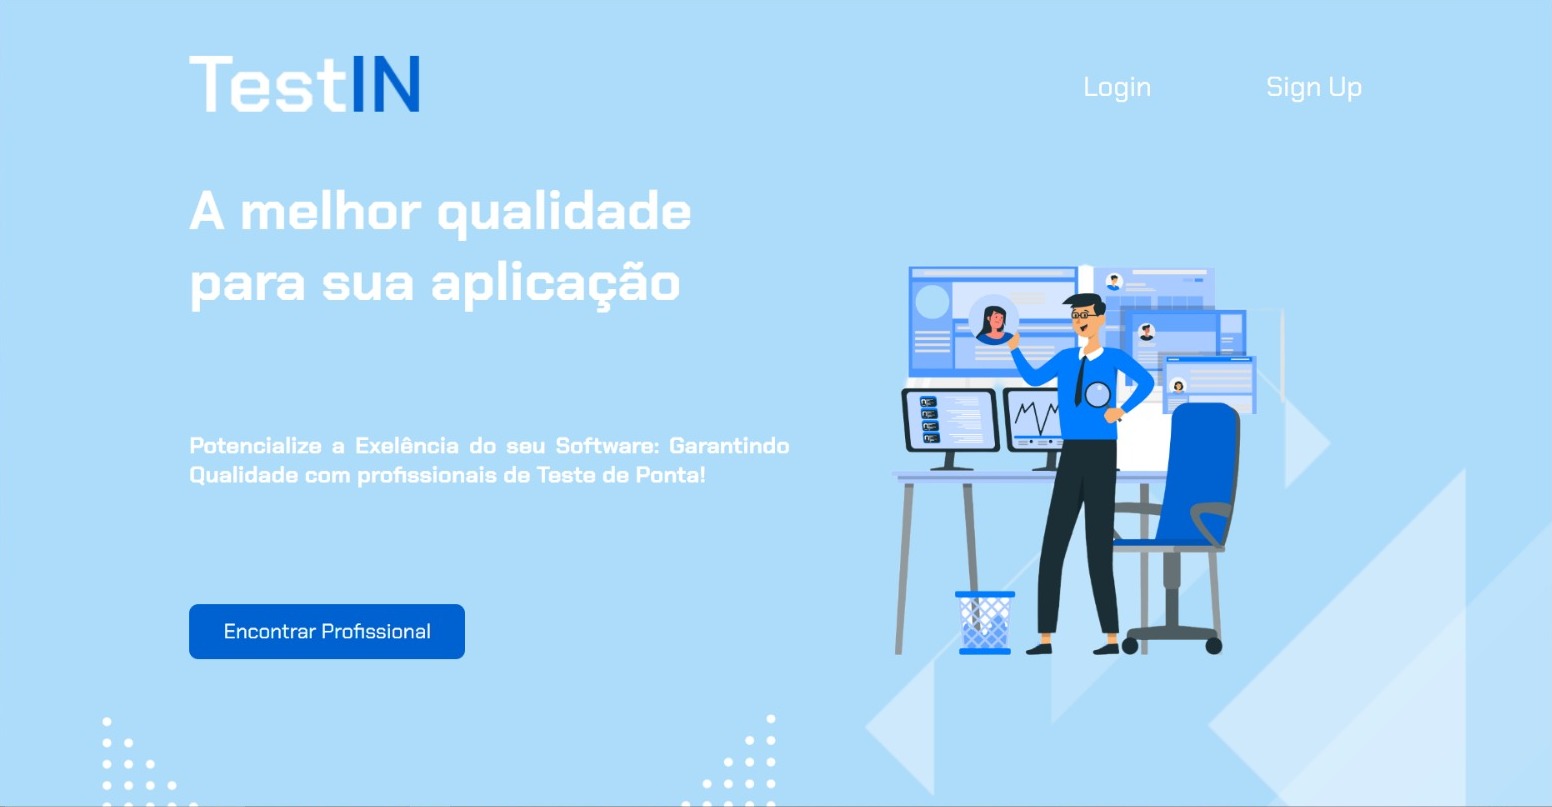 TestIN
Login
Sign Up
A melhor qualidade
para sua aplicação
Potencialize a Exelência do seu Software: Garantindo
Qualidade com profissionais de Teste de Ponta!
Encontrar Profissional